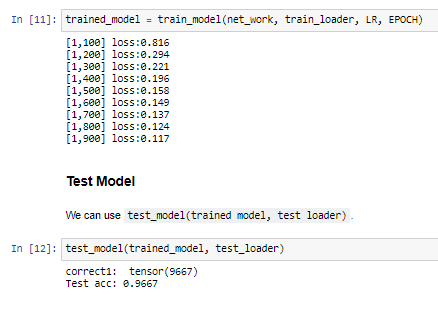 In [11]: trained_model = train_model(net_work, train_loader, LR, EPOCH)
[1,100] loss:0.816
[1,200] loss:0.294
[1,300] loss:0.221
[1,400] loss:0.196
[1,500] loss:0.158
[1,600] loss:0.149
[1,700] loss:0.137
[1,800] loss:0.124
[1,900] loss:0.117
Test Model
We can use test_model(trained model, test loader) .
In [12]: test_model(trained_model, test_loader)
correct1:  tensor(9667)
Test acc: 0.9667